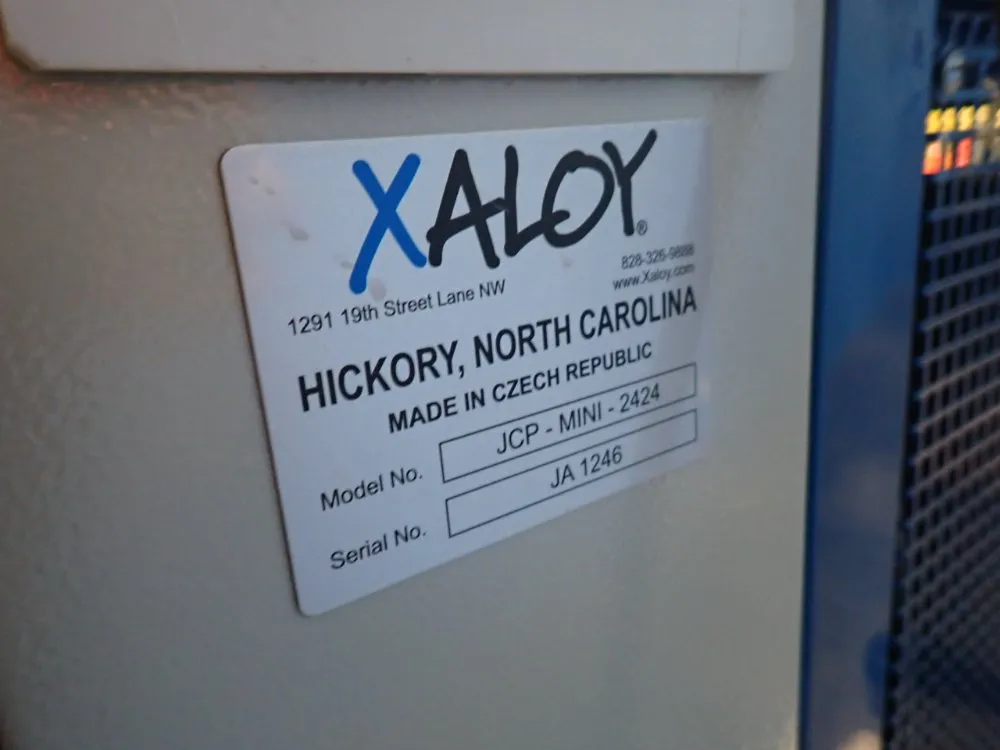 XALOY®
828-326-9888
1291 19th Street Lane NW
www.Xaloy.com
HICKORY, NORTH CAROLINA
MADE IN CZECH REPUBLIC
Model No. JCP - MINI - 2424
Serial No. JA 1246